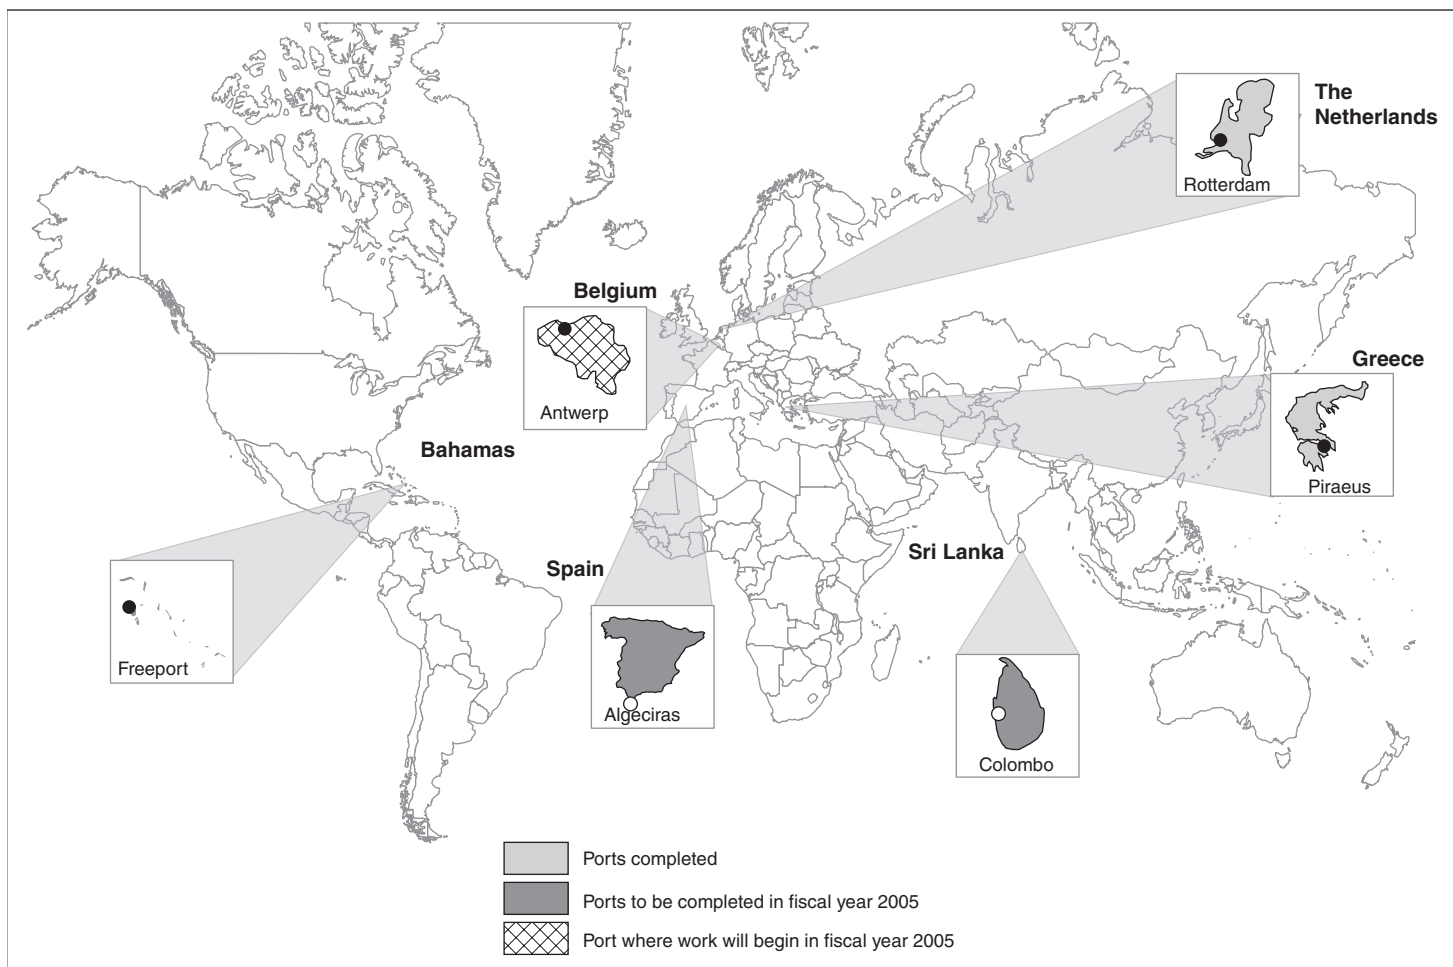 The
Netherlands
Rotterdam
Belgium
Antwerp
Greece
Piraeus
Bahamas
Freeport
Spain
Algeciras
Sri Lanka
Colombo
Ports completed
Ports to be completed in fiscal year 2005
Port where work will begin in fiscal year 2005